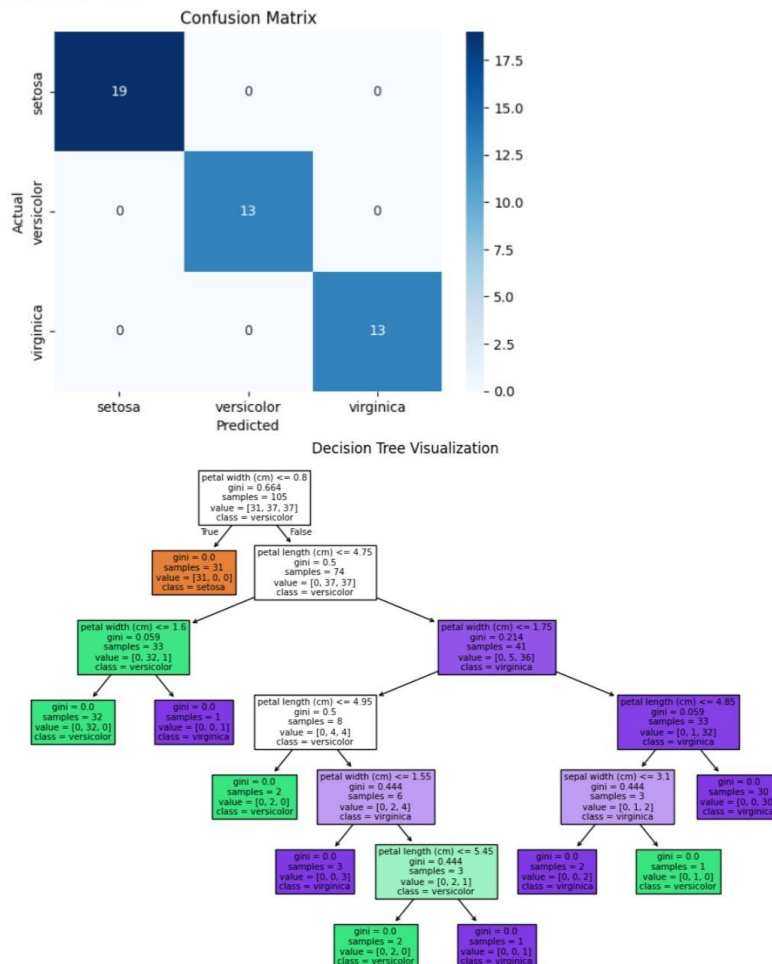 Confusion Matrix
setosa
versicolor
virginica
Actual
19 0 0
0 13 0
0 0 13
setosa versicolor virginica
Predicted
17.5
15.0
12.5
10.0
7.5
5.0
2.5
0.0
Decision Tree Visualization
petal width (cm) <= 0.8
gini = 0.664
samples = 105
value = [31, 37, 37]
class = versicolor
True
False
gini = 0.0
samples = 31
value = [31, 0, 0]
class = setosa
petal length (cm) <= 4.75
gini = 0.5
samples = 74
value = [0, 37, 37]
class = versicolor
petal width (cm) <= 1.6
gini = 0.059
samples = 33
value = [0, 32, 1]
class = versicolor
petal width (cm) <= 1.75
gini = 0.214
samples = 41
value = [0, 5, 36]
class = virginica
gini = 0.0
samples = 32
value = [0, 32, 0]
class = versicolor
gini = 0.0
samples = 1
value = [0, 0, 1]
class = virginica
petal length (cm) <= 4.95
gini = 0.5
samples = 8
value = [0, 4, 4]
class = versicolor
petal length (cm) <= 4.85
gini = 0.059
samples = 33
value = [0, 1, 32]
class = virginica
gini = 0.0
samples = 2
value = [0, 2, 0]
class = versicolor
petal width (cm) <= 1.55
gini = 0.444
samples = 6
value = [0, 2, 4]
class = virginica
sepal width (cm) <= 3.1
gini = 0.444
samples = 3
value = [0, 1, 2]
class = virginica
gini = 0.0
samples = 30
value = [0, 0, 30]
class = virginica
gini = 0.0
samples = 3
value = [0, 0, 3]
class = virginica
petal length (cm) <= 5.45
gini = 0.444
samples = 3
value = [0, 2, 1]
class = versicolor
gini = 0.0
samples = 2
value = [0, 0, 2]
class = virginica
gini = 0.0
samples = 1
value = [0, 1, 0]
class = versicolor
gini = 0.0
samples = 2
value = [0, 2, 0]
class = versicolor
gini = 0.0
samples = 1
value = [0, 0, 1]
class = virginica